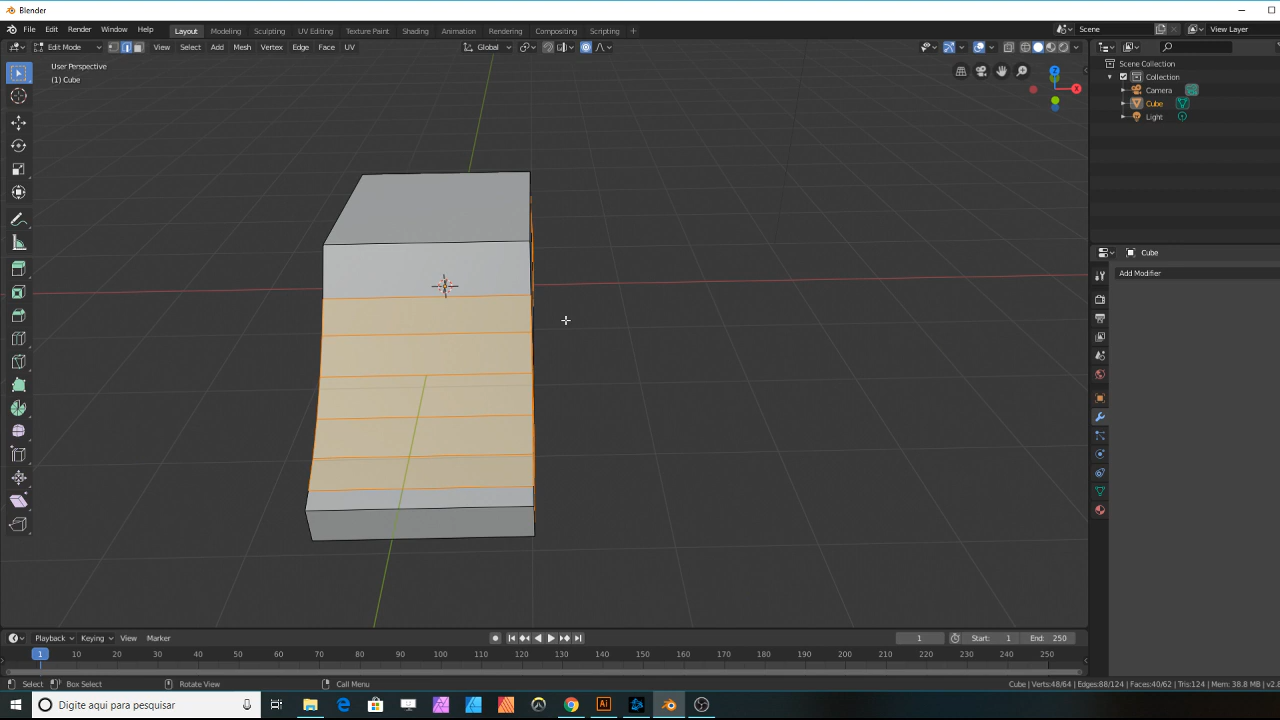 Blender
File Edit Render Window Help Layout Modeling Sculpting UV Editing Texture Paint Shading Animation Rendering Compositing Scripting Scene View Layer
Edit Mode View Select Add Mesh Vertex Edge Face UV Global
User Perspective
(1) Cube
Z
X
Scene Collection
Collection
Camera
Cube
Light
Cube
Add Modifier
Playback Keying View Marker 1 Start: 1 End: 250
1 10 20 30 40 50 60 70 80 90 100 110 120 130 140 150 160 170 180 190 200 210 220 230 240 250
Select Box Select Rotate View Call Menu Cube | Verts:48/64 | Edges:88/124 | Faces:40/62 | Tris:124 | Mem: 38.8 MB | v2.8
Digite aqui para pesquisar
Ai